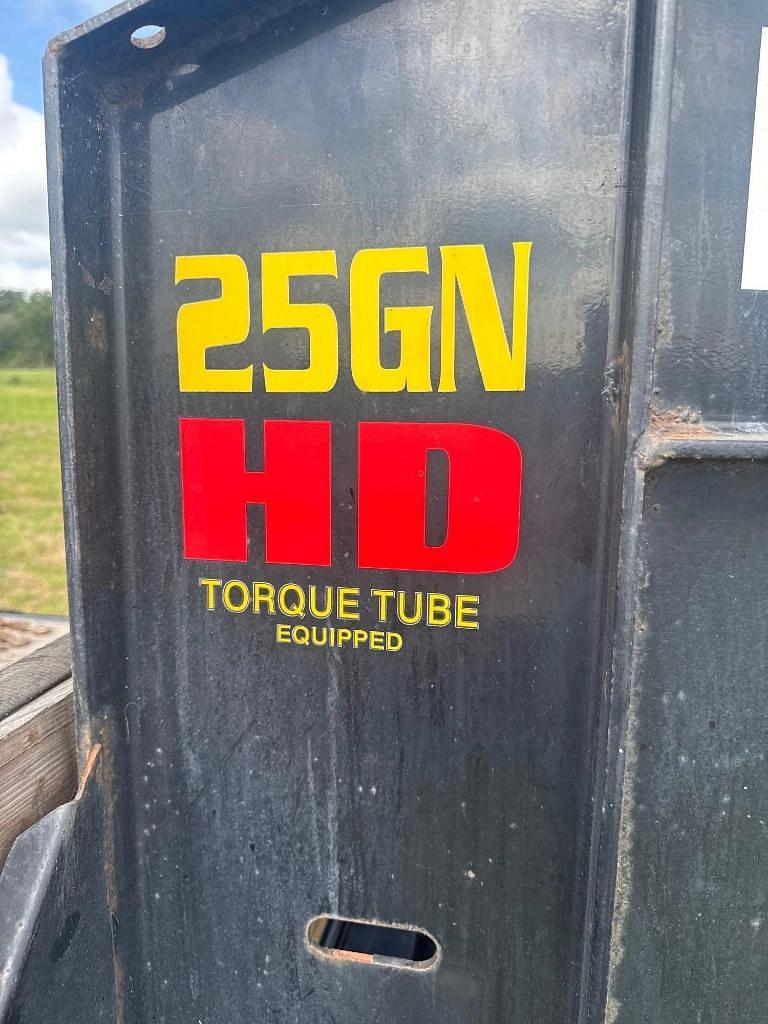 25GN
HD
TORQUE TUBE
EQUIPPED